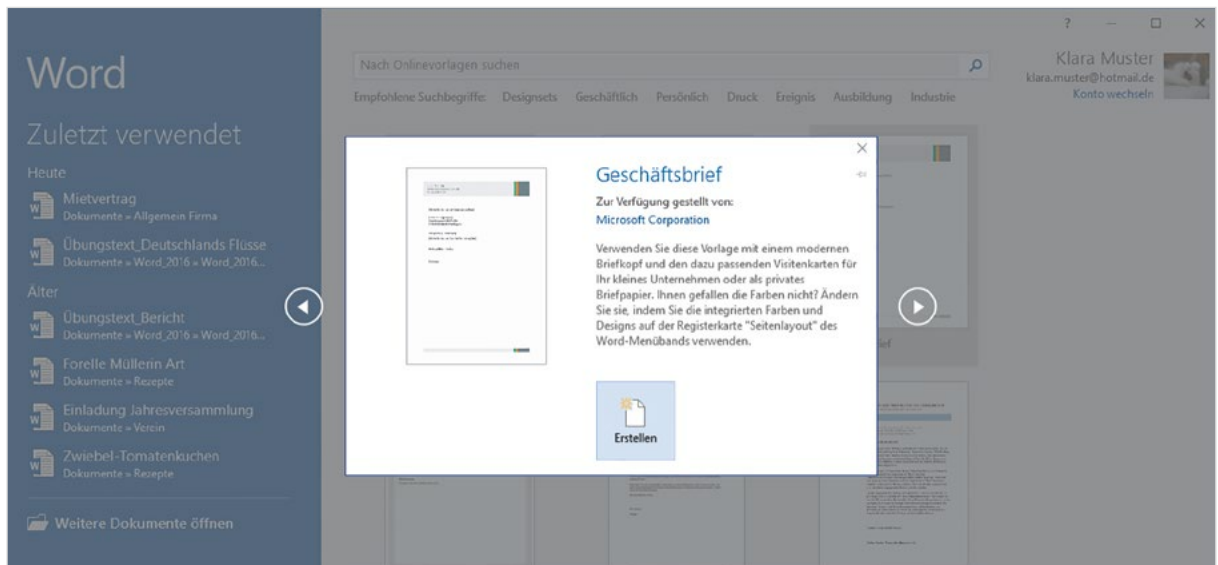 Word
Zuletzt verwendet
Heute
Mietvertrag
Dokumente » Allgemein Firma
Übungstext_Deutschlands Flüsse
Dokumente » Word_2016 » Word_2016...
Älter
Übungstext_Bericht
Dokumente » Word_2016 » Word_2016...
Forelle Müllerin Art
Dokumente » Rezepte
Einladung Jahresversammlung
Dokumente » Verein
Zwiebel-Tomatenkuchen
Dokumente » Rezepte
Weitere Dokumente öffnen
?
Nach Onlinevorlagen suchen
Empfohlene Suchbegriffe: Designsets Geschäftlich Persönlich Druck Ereignis Ausbildung Industrie
Klara Muster
klara.muster@hotmail.de
Konto wechseln
Geschäftsbrief
Zur Verfügung gestellt von:
Microsoft Corporation
Verwenden Sie diese Vorlage mit einem modernen
Briefkopf und den dazu passenden Visitenkarten für
Ihr kleines Unternehmen oder als privates
Briefpapier. Ihnen gefallen die Farben nicht? Ändern
Sie sie, indem Sie die integrierten Farben und
Designs auf der Registerkarte "Seitenlayout" des
Word-Menübands verwenden.
Erstellen